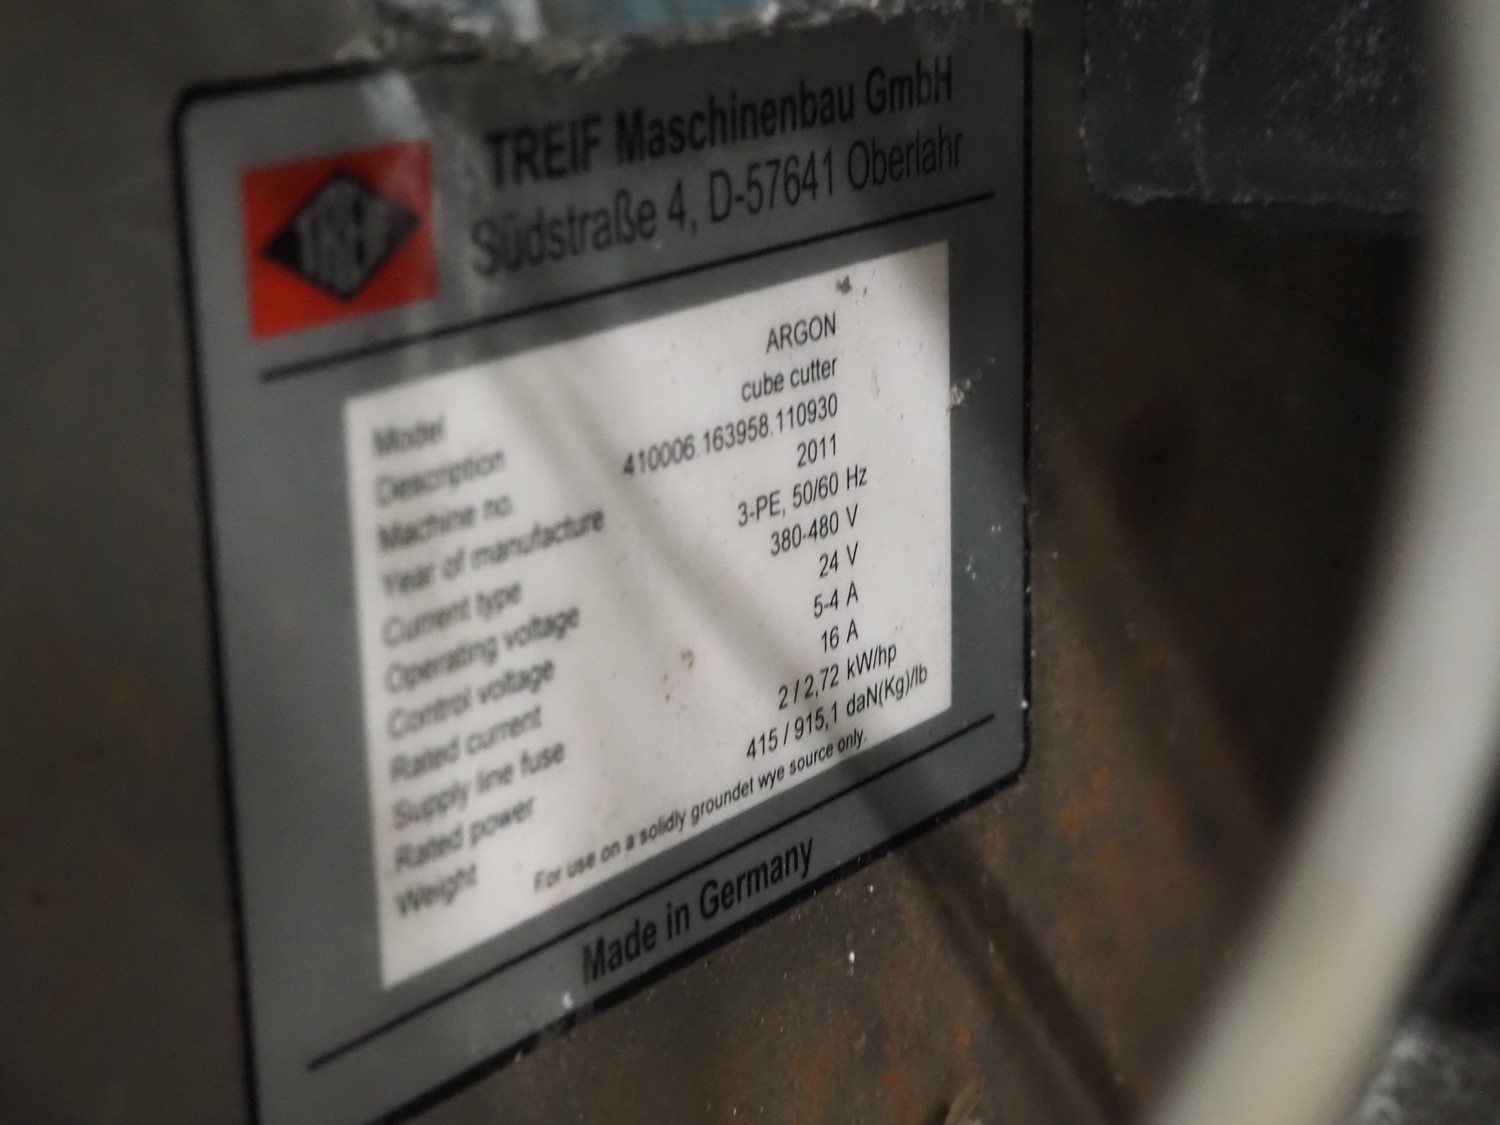 TREIF
TREIF Maschinenbau GmbH
Südstraße 4, D-57641 Oberlahr
Model ARGON
Description cube cutter
Machine no. 410006.163958.110930
Year of manufacture 2011
Current type 3-PE, 50/60 Hz
Operating voltage 380-480 V
Control voltage 24 V
Rated current 5-4 A
Supply line fuse 16 A
Rated power 2 / 2,72 kW/hp
Weight 415 / 915,1 daN(Kg)/lb
For use on a solidly groundet wye source only.
Made in Germany